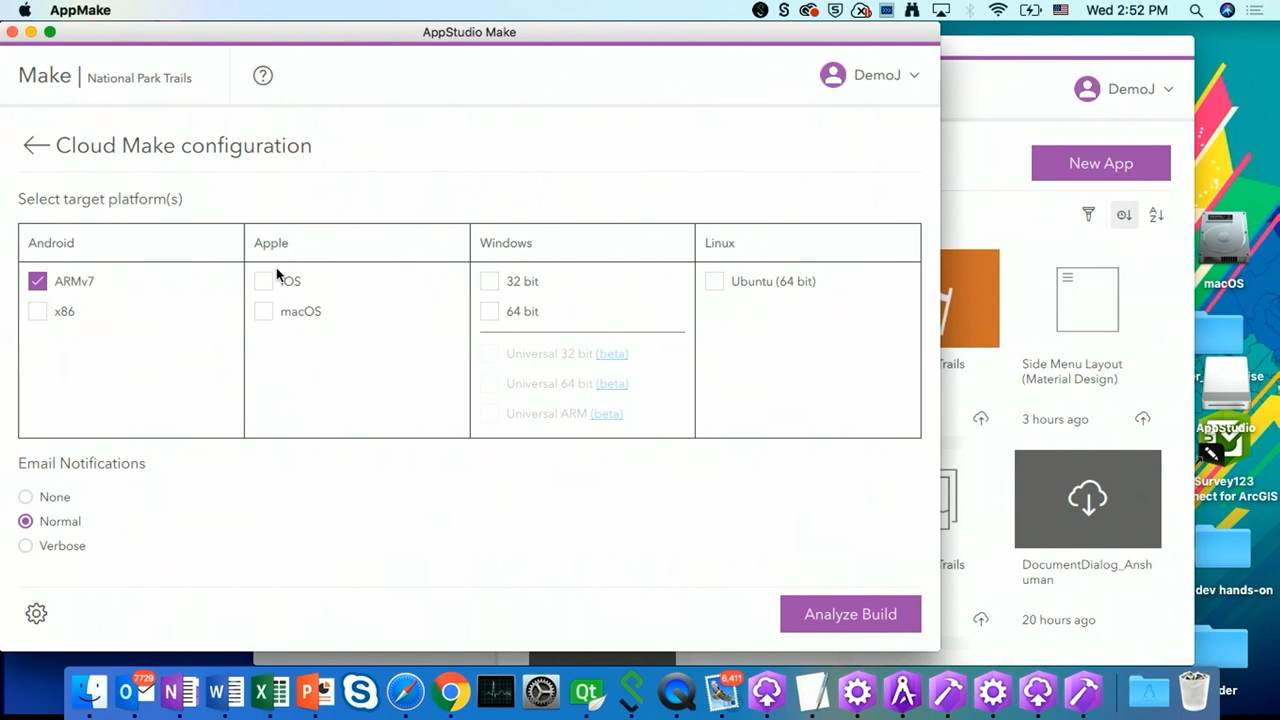 AppMake
Wed 2:52 PM
AppStudio Make
Make | National Park Trails
?
DemoJ
DemoJ
Cloud Make configuration
New App
Select target platform(s)
Android
Apple
Windows
Linux
ARMv7
iOS
32 bit
Ubuntu (64 bit)
x86
macOS
64 bit
Universal 32 bit (beta)
Universal 64 bit (beta)
Universal ARM (beta)
macOS
Trails
Side Menu Layout
(Material Design)
3 hours ago
AppStudio
Email Notifications
None
Normal
Verbose
Survey123
nect for ArcGIS
Trails
DocumentDialog_Ansh
uman
dev hands-on
20 hours ago
Analyze Build
der
7729
6,411
Qt